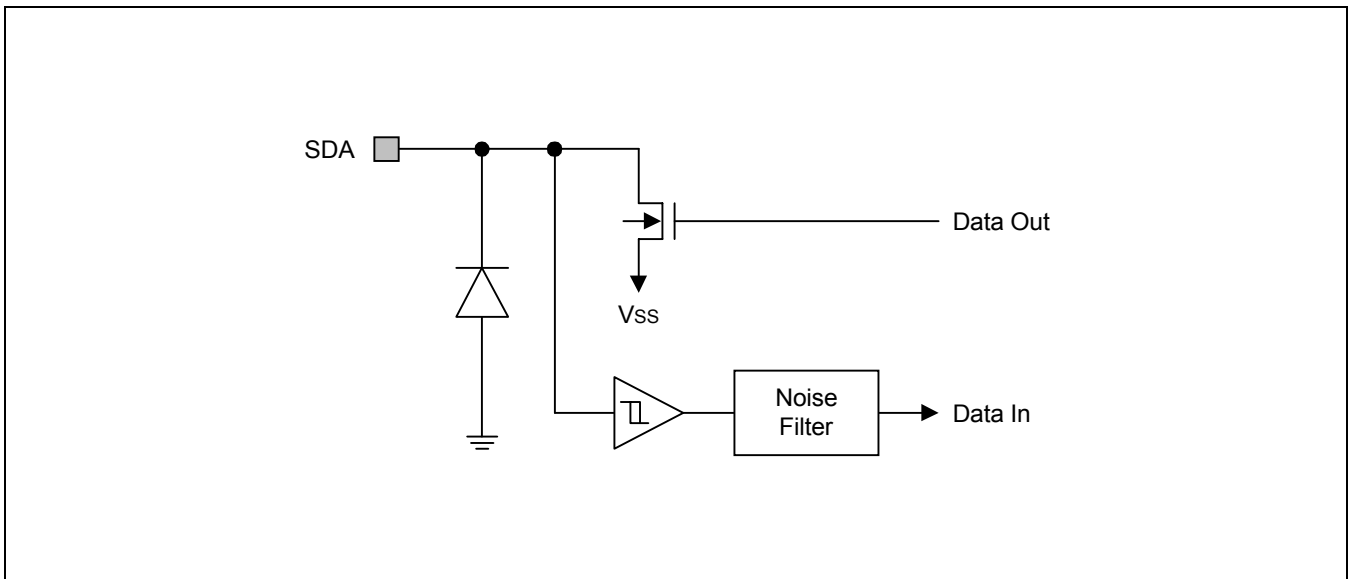 SDA
Data Out
Vss
Noise
Filter
Data In